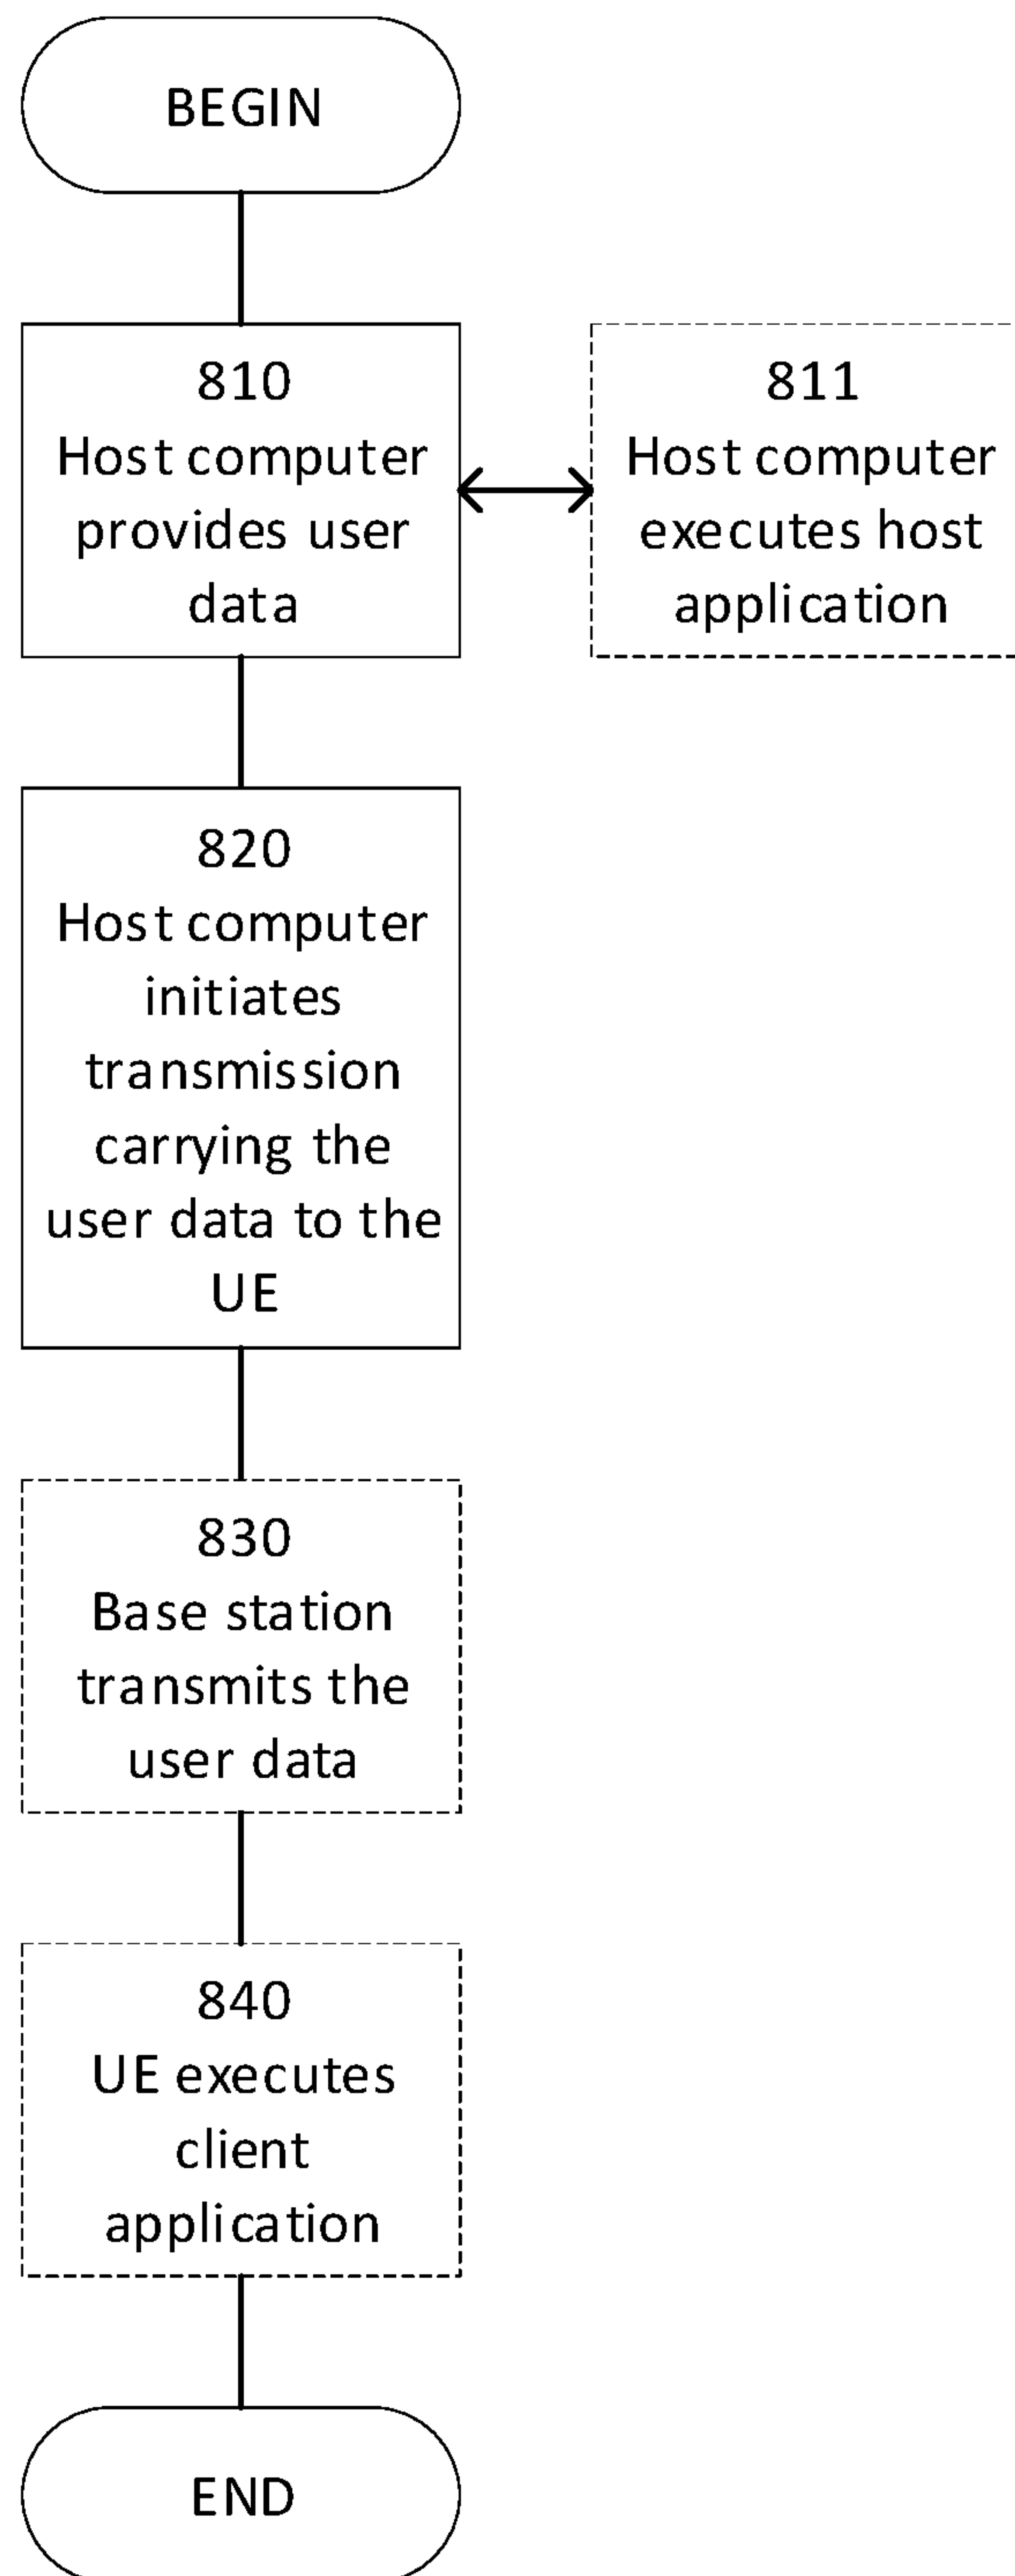 BEGIN
810
Host computer
provides user
data
811
Host computer
executes host
application
820
Host computer
initiates
transmission
carrying the
user data to the
UE
830
Base station
transmits the
user data
840
UE executes
client
application
END